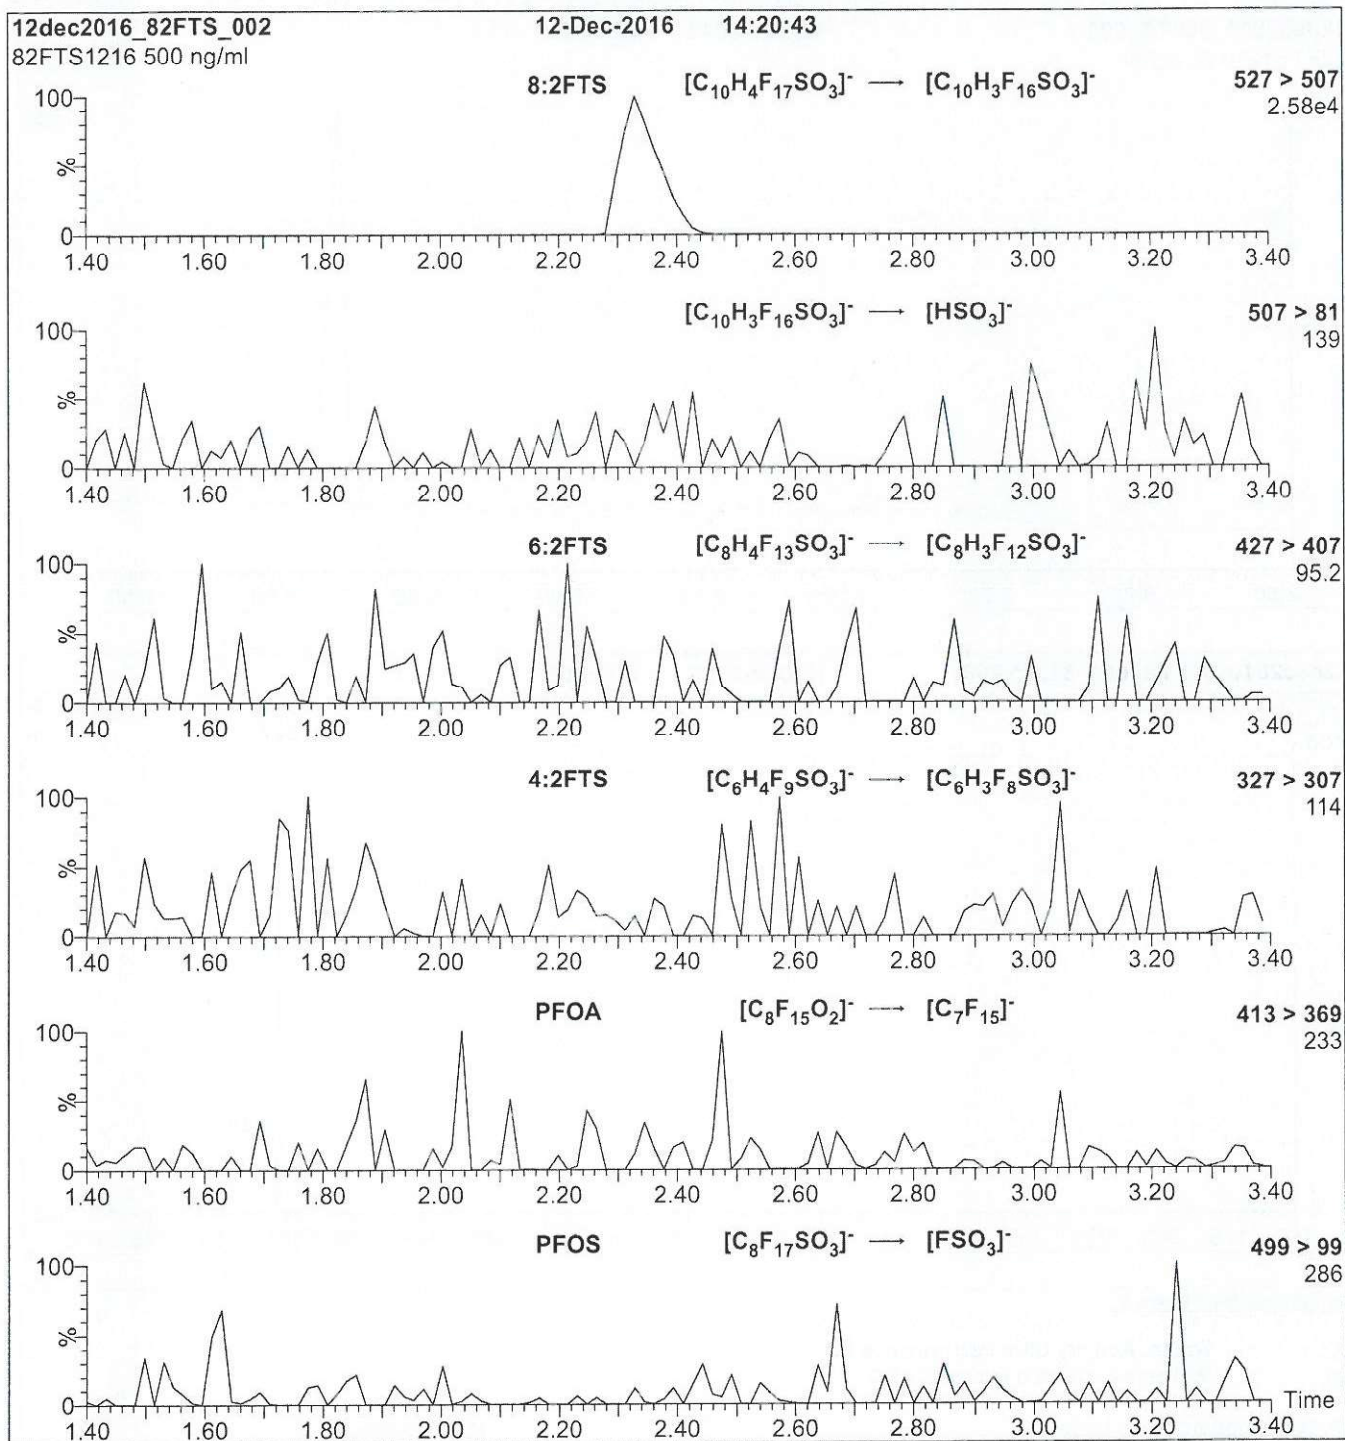 12dec2016_82FTS_002 12-Dec-2016 14:20:43
82FTS1216 500 ng/ml
8:2FTS [C₁₀H₄F₁₇SO₃]⁻ → [C₁₀H₃F₁₆SO₃]⁻ 527 > 507
2.58e4
100
%
0
1.40 1.60 1.80 2.00 2.20 2.40 2.60 2.80 3.00 3.20 3.40
[C₁₀H₃F₁₆SO₃]⁻ → [HSO₃]⁻ 507 > 81
139
100
%
0
1.40 1.60 1.80 2.00 2.20 2.40 2.60 2.80 3.00 3.20 3.40
6:2FTS [C₈H₄F₁₃SO₃]⁻ → [C₈H₃F₁₂SO₃]⁻ 427 > 407
95.2
100
%
0
1.40 1.60 1.80 2.00 2.20 2.40 2.60 2.80 3.00 3.20 3.40
4:2FTS [C₆H₄F₉SO₃]⁻ → [C₆H₃F₈SO₃]⁻ 327 > 307
114
100
%
0
1.40 1.60 1.80 2.00 2.20 2.40 2.60 2.80 3.00 3.20 3.40
PFOA [C₈F₁₅O₂]⁻ → [C₇F₁₅]⁻ 413 > 369
233
100
%
0
1.40 1.60 1.80 2.00 2.20 2.40 2.60 2.80 3.00 3.20 3.40
PFOS [C₈F₁₇SO₃]⁻ → [FSO₃]⁻ 499 > 99
286
100
%
0
Time
1.40 1.60 1.80 2.00 2.20 2.40 2.60 2.80 3.00 3.20 3.40